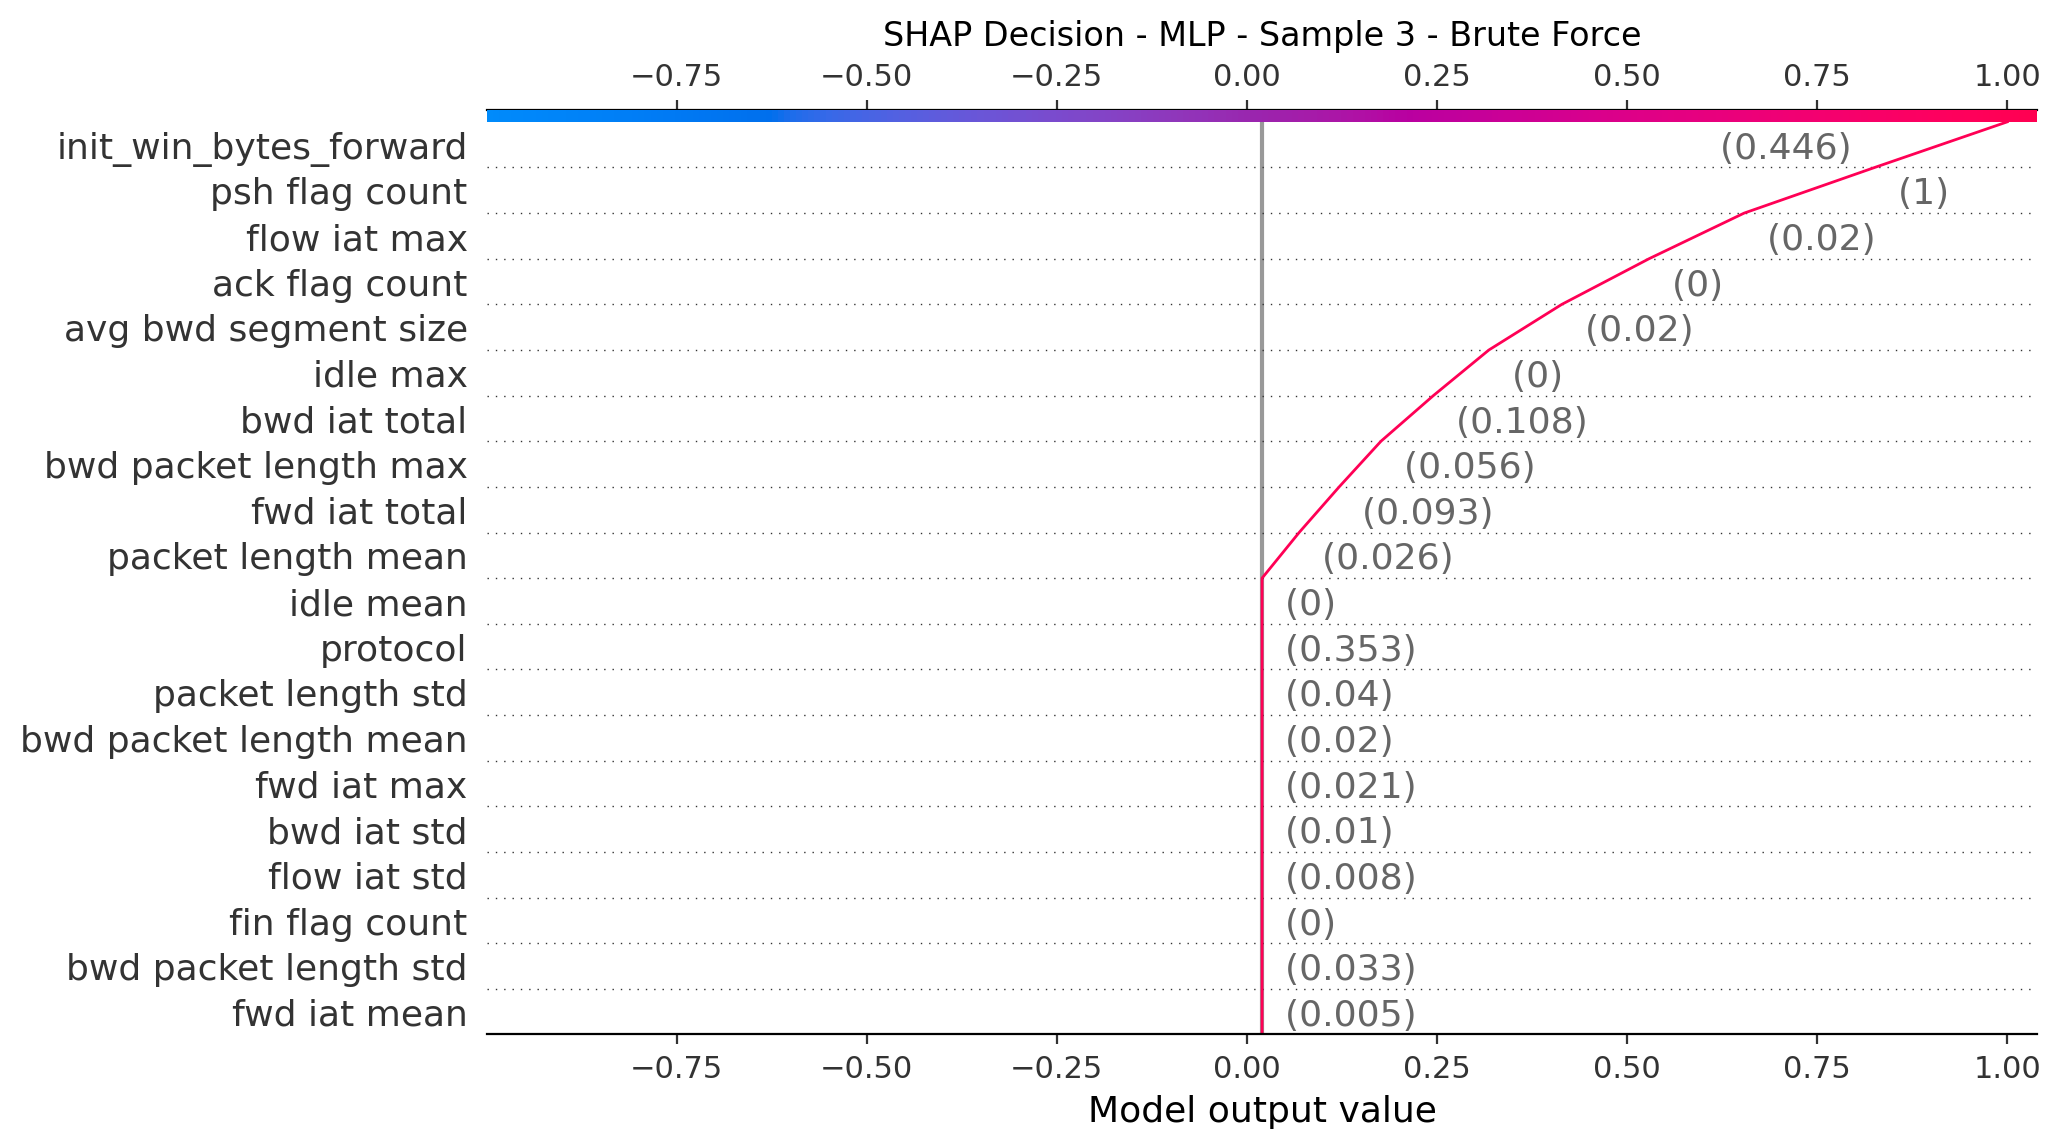 SHAP Decision - MLP - Sample 3 - Brute Force
−0.75 −0.50 −0.25 0.00 0.25 0.50 0.75 1.00
init_win_bytes_forward (0.446)
psh flag count (1)
flow iat max (0.02)
ack flag count (0)
avg bwd segment size (0.02)
idle max (0)
bwd iat total (0.108)
bwd packet length max (0.056)
fwd iat total (0.093)
packet length mean (0.026)
idle mean (0)
protocol (0.353)
packet length std (0.04)
bwd packet length mean (0.02)
fwd iat max (0.021)
bwd iat std (0.01)
flow iat std (0.008)
fin flag count (0)
bwd packet length std (0.033)
fwd iat mean (0.005)
−0.75 −0.50 −0.25 0.00 0.25 0.50 0.75 1.00
Model output value